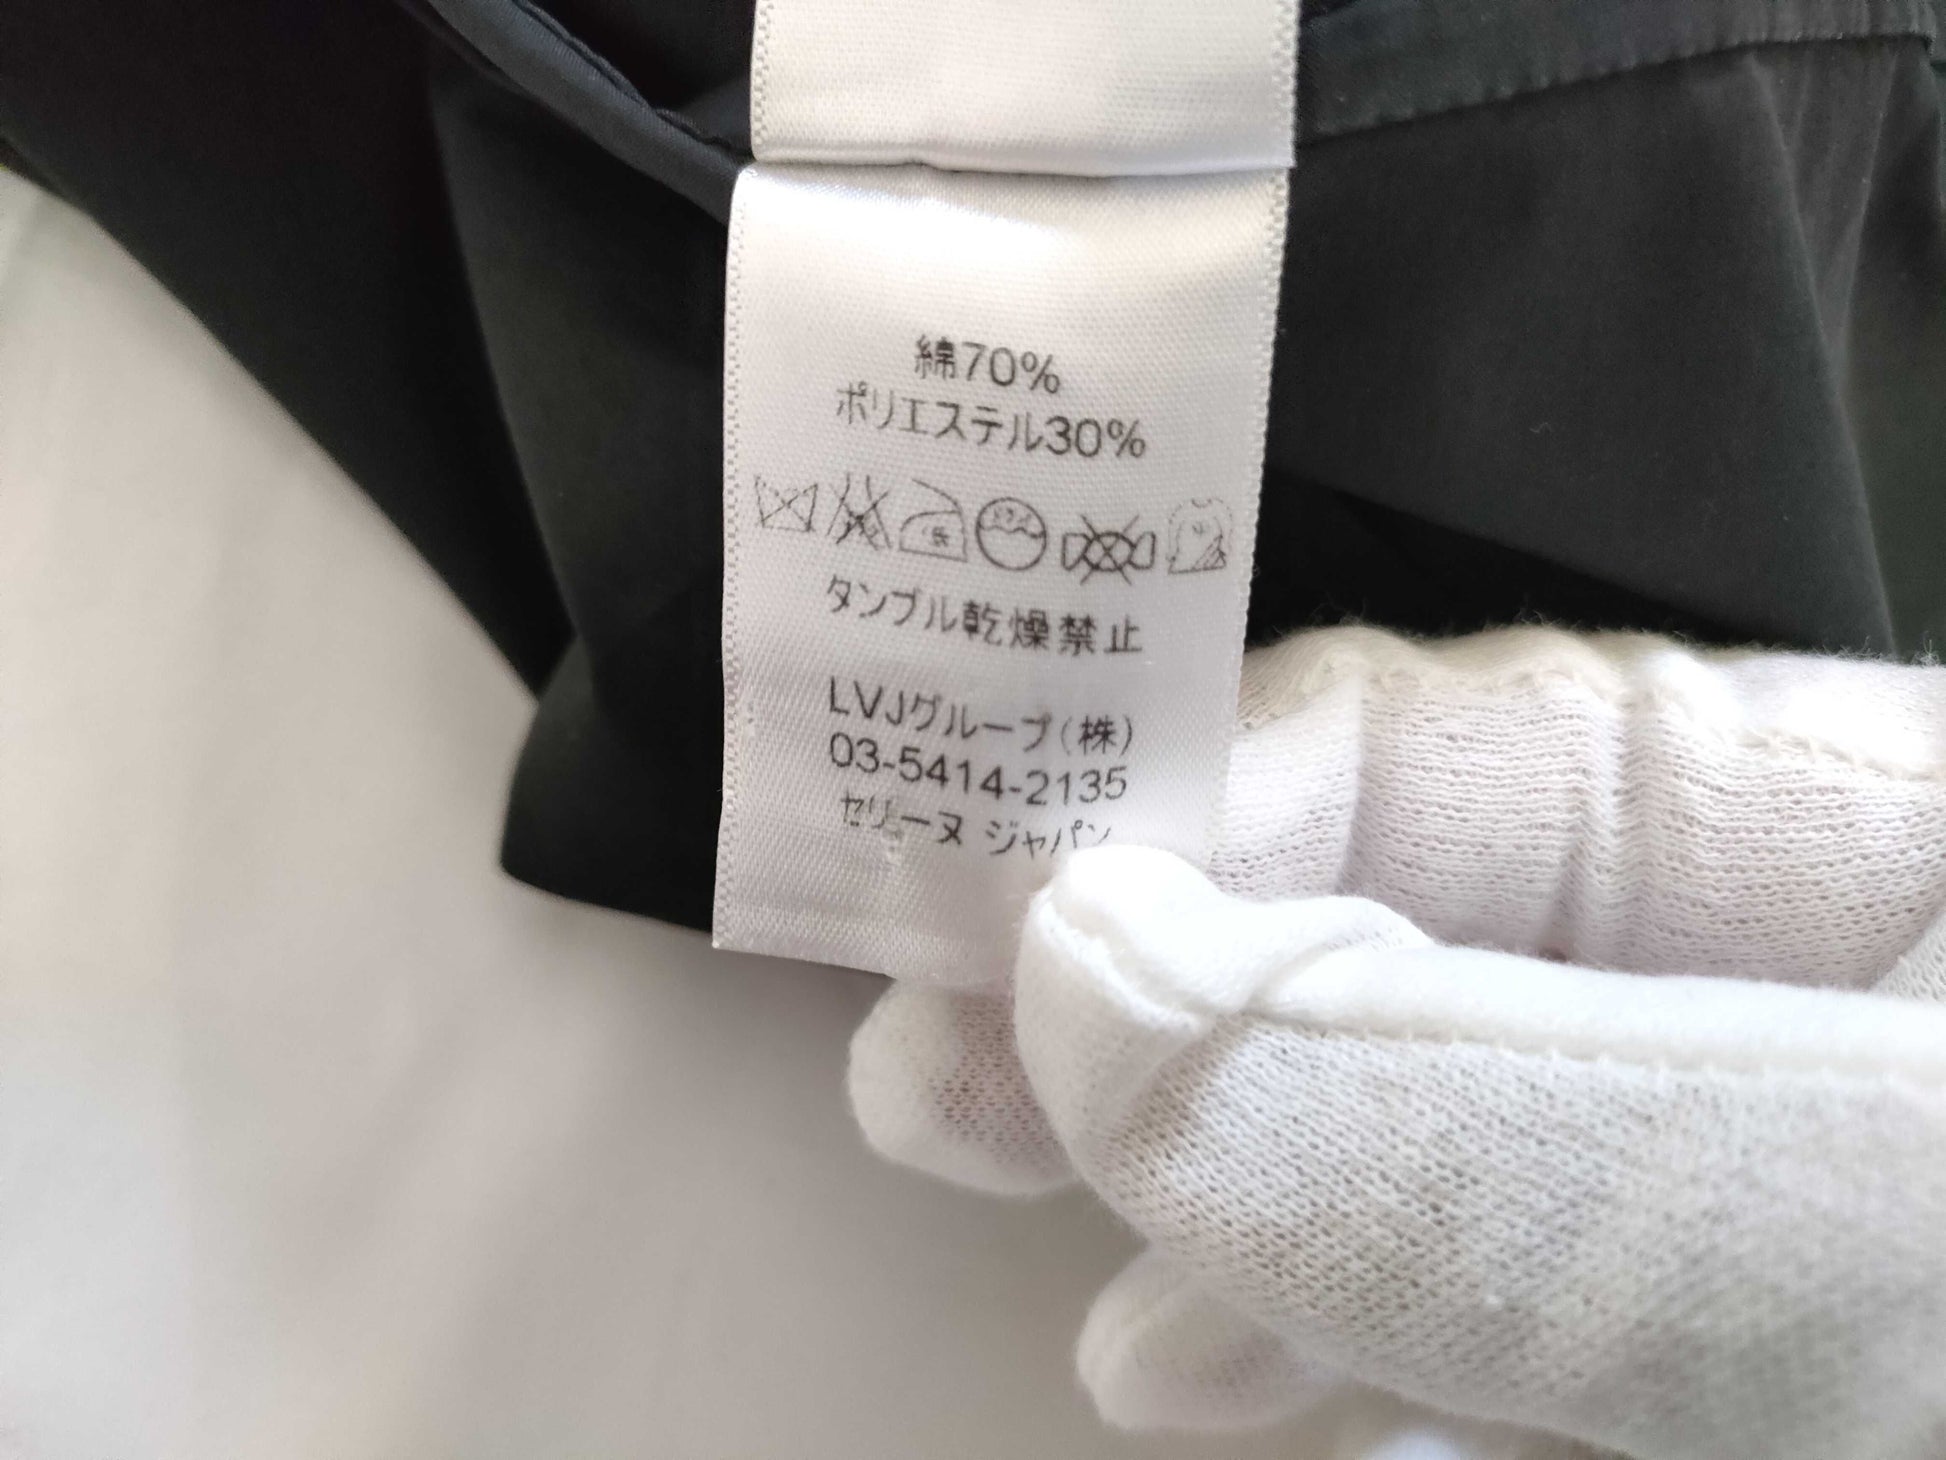 綿70%
ポリエステル30%
タンブル乾燥禁止
LVJグループ(株)
03-5414-2135
セリーヌ ジャパン